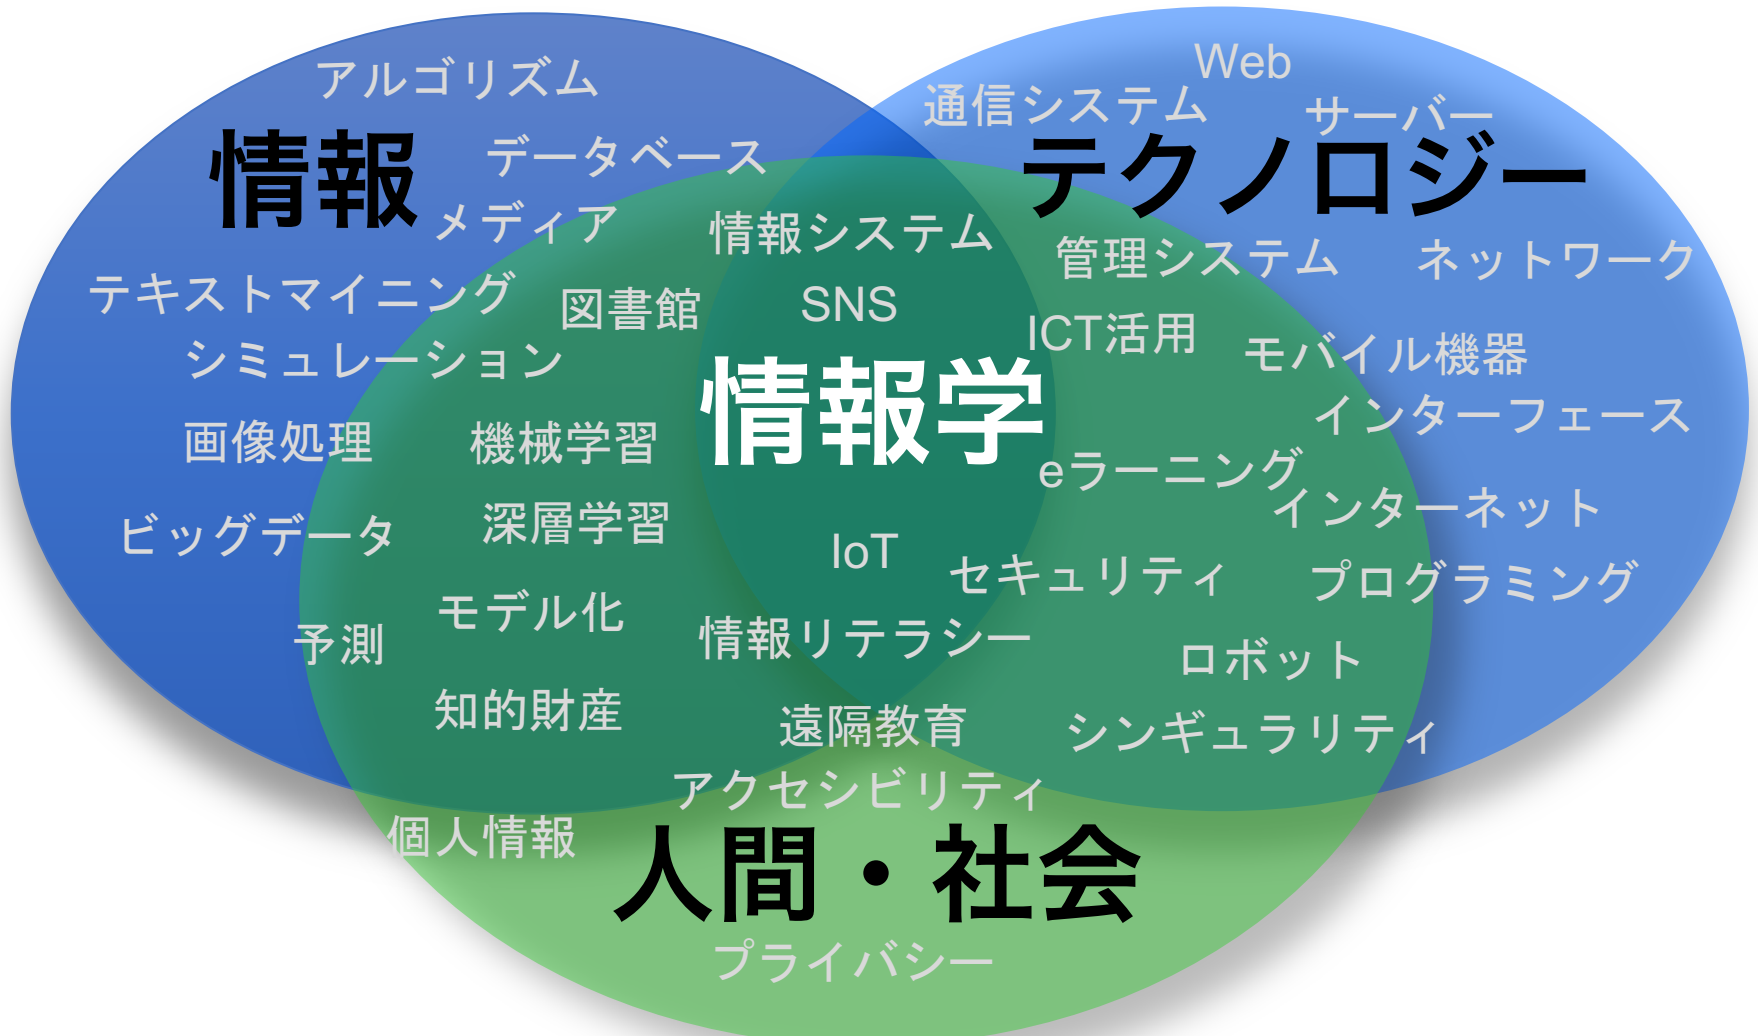 アルゴリズム
Web
通信システム
サーバー
情報
データベース
テクノロジー
メディア
情報システム
管理システム
ネットワーク
テキストマイニング
図書館
SNS
ICT活用
モバイル機器
シミュレーション
情報学
インターフェース
画像処理
機械学習
eラーニング
インターネット
ビッグデータ
深層学習
IoT
セキュリティ
プログラミング
モデル化
予測
情報リテラシー
ロボット
知的財産
遠隔教育
シンギュラリティ
アクセシビリティ
個人情報
人間・社会
プライバシー